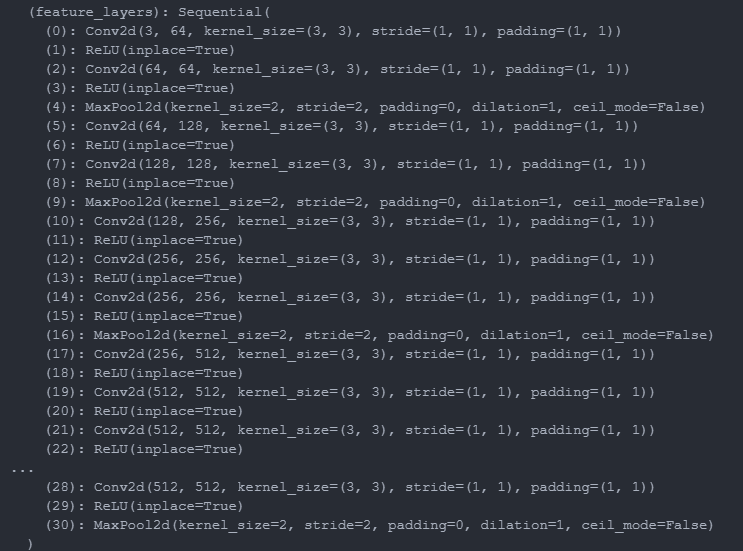 (feature_layers): Sequential(
(0): Conv2d(3, 64, kernel_size=(3, 3), stride=(1, 1), padding=(1, 1))
(1): ReLU(inplace=True)
(2): Conv2d(64, 64, kernel_size=(3, 3), stride=(1, 1), padding=(1, 1))
(3): ReLU(inplace=True)
(4): MaxPool2d(kernel_size=2, stride=2, padding=0, dilation=1, ceil_mode=False)
(5): Conv2d(64, 128, kernel_size=(3, 3), stride=(1, 1), padding=(1, 1))
(6): ReLU(inplace=True)
(7): Conv2d(128, 128, kernel_size=(3, 3), stride=(1, 1), padding=(1, 1))
(8): ReLU(inplace=True)
(9): MaxPool2d(kernel_size=2, stride=2, padding=0, dilation=1, ceil_mode=False)
(10): Conv2d(128, 256, kernel_size=(3, 3), stride=(1, 1), padding=(1, 1))
(11): ReLU(inplace=True)
(12): Conv2d(256, 256, kernel_size=(3, 3), stride=(1, 1), padding=(1, 1))
(13): ReLU(inplace=True)
(14): Conv2d(256, 256, kernel_size=(3, 3), stride=(1, 1), padding=(1, 1))
(15): ReLU(inplace=True)
(16): MaxPool2d(kernel_size=2, stride=2, padding=0, dilation=1, ceil_mode=False)
(17): Conv2d(256, 512, kernel_size=(3, 3), stride=(1, 1), padding=(1, 1))
(18): ReLU(inplace=True)
(19): Conv2d(512, 512, kernel_size=(3, 3), stride=(1, 1), padding=(1, 1))
(20): ReLU(inplace=True)
(21): Conv2d(512, 512, kernel_size=(3, 3), stride=(1, 1), padding=(1, 1))
(22): ReLU(inplace=True)
...
(28): Conv2d(512, 512, kernel_size=(3, 3), stride=(1, 1), padding=(1, 1))
(29): ReLU(inplace=True)
(30): MaxPool2d(kernel_size=2, stride=2, padding=0, dilation=1, ceil_mode=False)
)